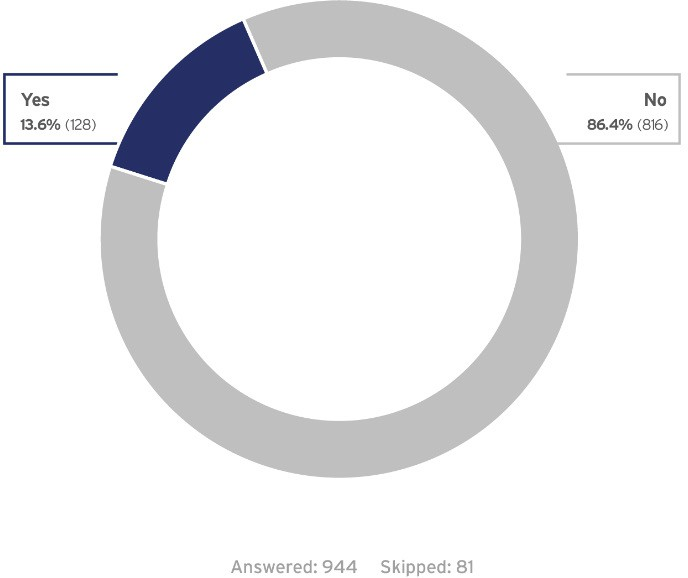 Yes
13.6% (128)
No
86.4% (816)
Answered: 944 Skipped: 81